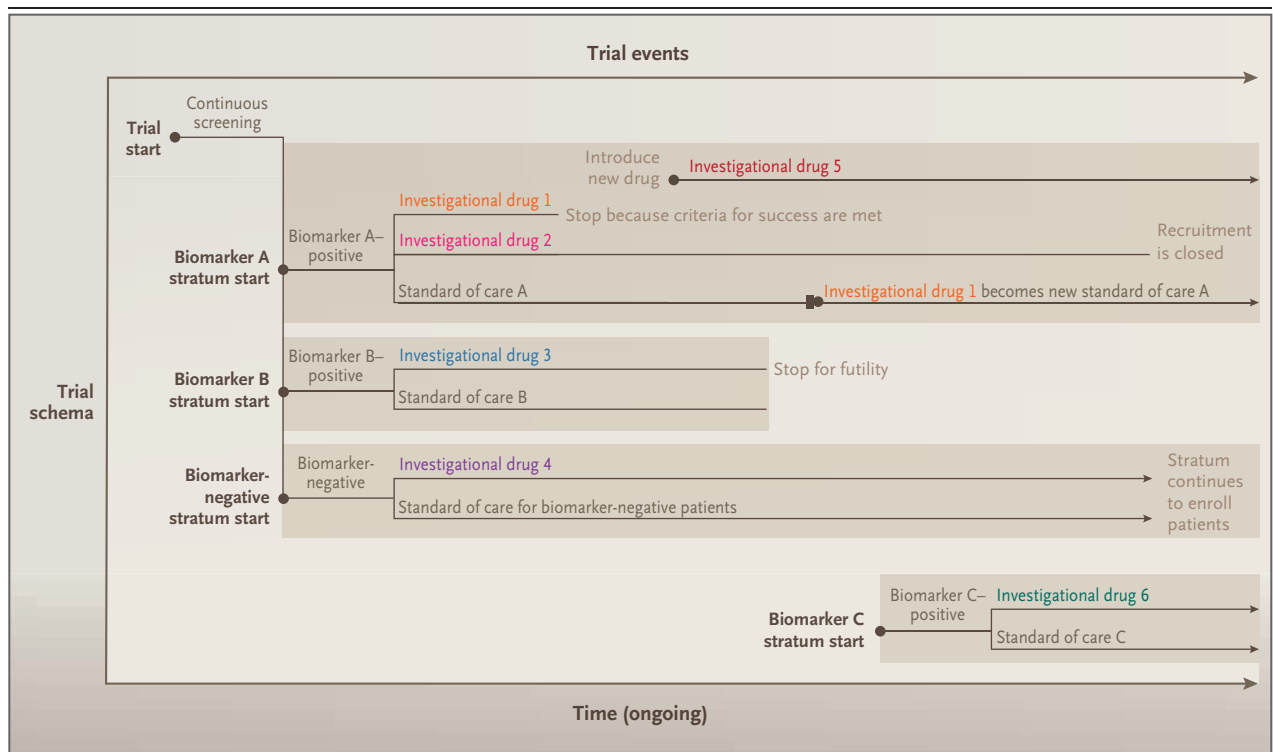 Trial events
Continuous
screening
Trial
start
Introduce
new drug
Investigational drug 5
Investigational drug 1
Stop because criteria for success are met
Biomarker A–
positive
Investigational drug 2
Recruitment
is closed
Biomarker A
stratum start
Standard of care A
Investigational drug 1 becomes new standard of care A
Biomarker B–
positive
Investigational drug 3
Stop for futility
Biomarker B
stratum start
Standard of care B
Trial
schema
Biomarker-
negative
Investigational drug 4
Stratum
continues
to enroll
patients
Biomarker-
negative
stratum start
Standard of care for biomarker-negative patients
Biomarker C–
positive
Investigational drug 6
Biomarker C
stratum start
Standard of care C
Time (ongoing)